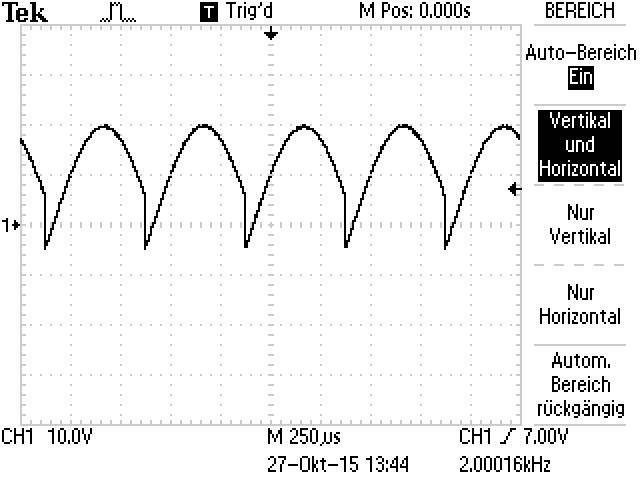 Tek T Trig'd M Pos: 0.000s BEREICH
Auto-Bereich
Ein
Vertikal
und
Horizontal
Nur
Vertikal
1
Nur
Horizontal
Autom.
Bereich
rückgängig
CH1 10.0V M 250µs CH1 7.00V
27-Okt-15 13:44 2.00016kHz